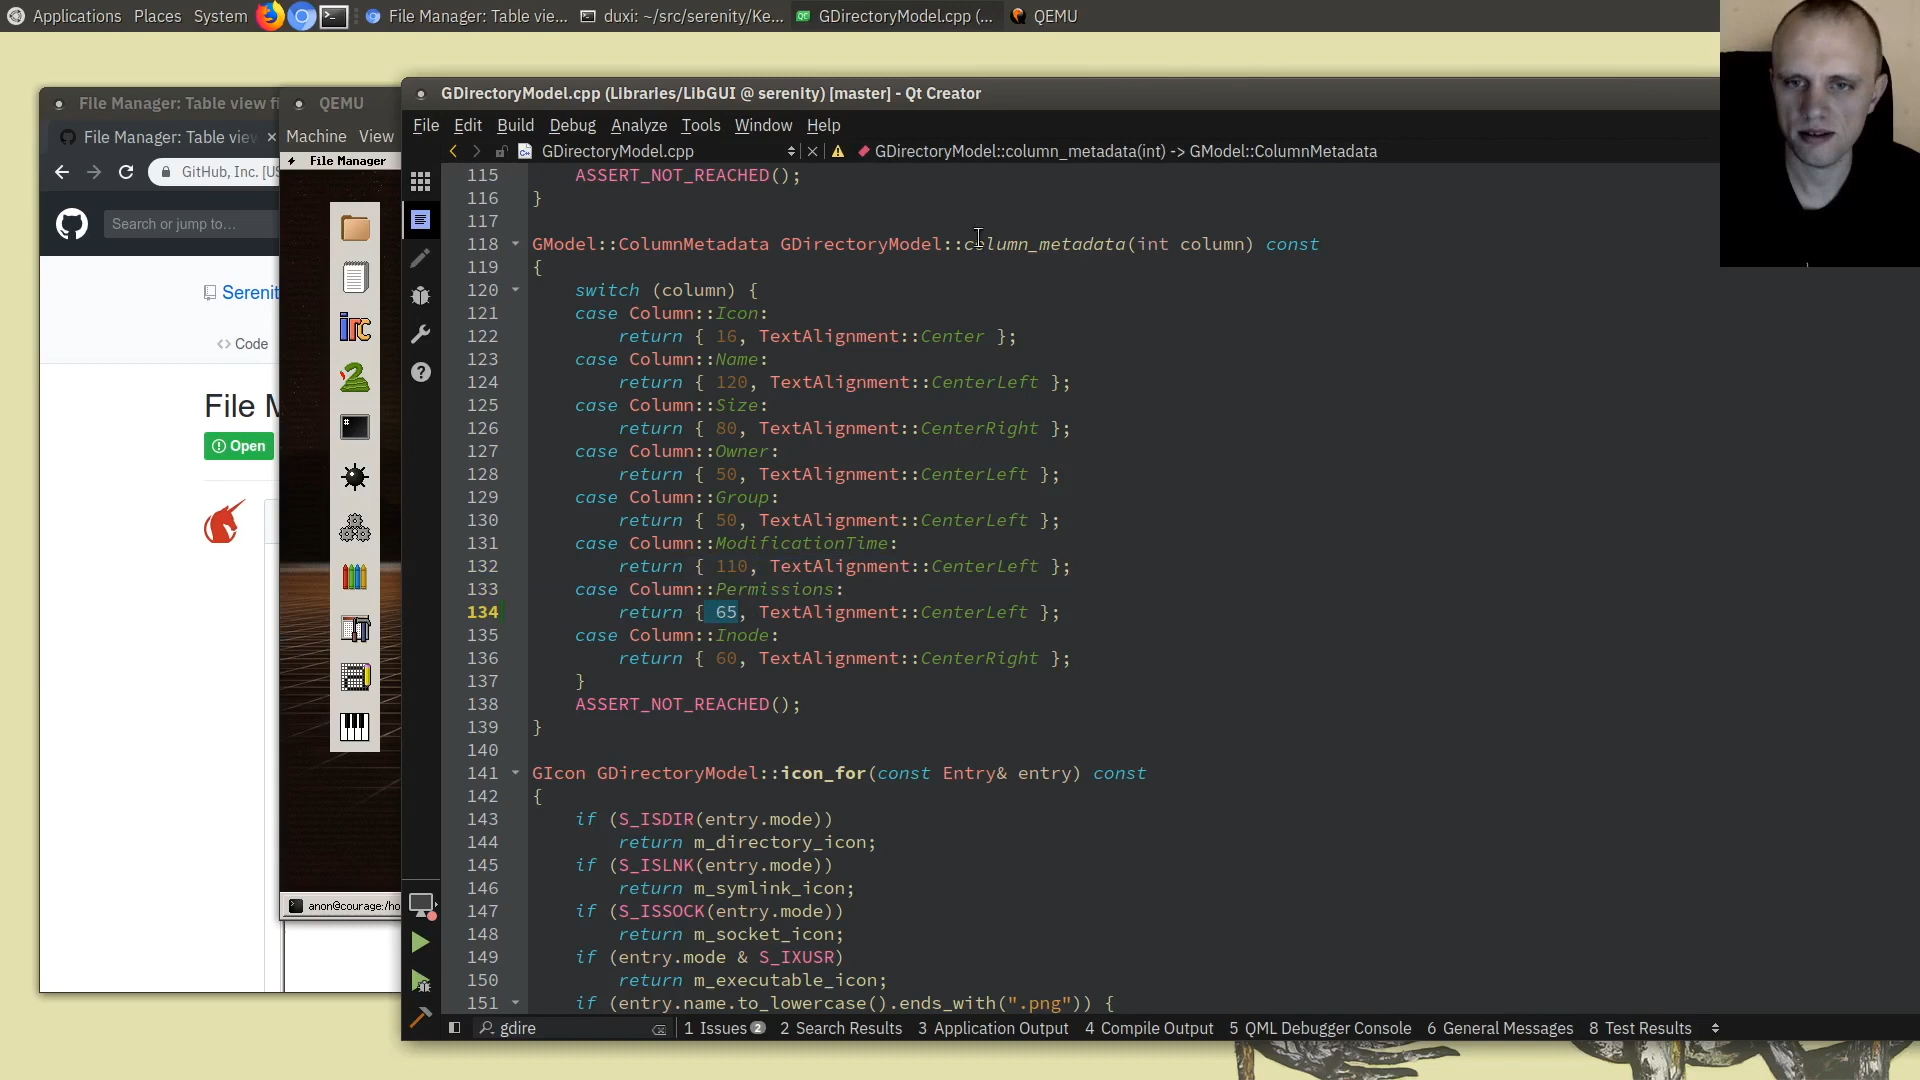 Applications Places System
File Manager: Table vie...
duxi: ~/src/serenity/Ke...
GDirectoryModel.cpp (...
QEMU
File Manager: Table view fi
File Manager: Table view
GitHub, Inc. [US
Search or jump to...
Serenit
Code
File M
Open
QEMU
Machine View
File Manager
irc
anon@courage:/ho
GDirectoryModel.cpp (Libraries/LibGUI @ serenity) [master] - Qt Creator
File Edit Build Debug Analyze Tools Window Help
GDirectoryModel.cpp
GDirectoryModel::column_metadata(int) -> GModel::ColumnMetadata
115 ASSERT_NOT_REACHED();
116 }
117
118 GModel::ColumnMetadata GDirectoryModel::column_metadata(int column) const
119 {
120 switch (column) {
121 case Column::Icon:
122 return { 16, TextAlignment::Center };
123 case Column::Name:
124 return { 120, TextAlignment::CenterLeft };
125 case Column::Size:
126 return { 80, TextAlignment::CenterRight };
127 case Column::Owner:
128 return { 50, TextAlignment::CenterLeft };
129 case Column::Group:
130 return { 50, TextAlignment::CenterLeft };
131 case Column::ModificationTime:
132 return { 110, TextAlignment::CenterLeft };
133 case Column::Permissions:
134 return { 65, TextAlignment::CenterLeft };
135 case Column::Inode:
136 return { 60, TextAlignment::CenterRight };
137 }
138 ASSERT_NOT_REACHED();
139 }
140
141 GIcon GDirectoryModel::icon_for(const Entry& entry) const
142 {
143 if (S_ISDIR(entry.mode))
144 return m_directory_icon;
145 if (S_ISLNK(entry.mode))
146 return m_symlink_icon;
147 if (S_ISSOCK(entry.mode))
148 return m_socket_icon;
149 if (entry.mode & S_IXUSR)
150 return m_executable_icon;
151 if (entry.name.to_lowercase().ends_with(".png")) {
gdire
1 Issues 2 2 Search Results 3 Application Output 4 Compile Output 5 QML Debugger Console 6 General Messages 8 Test Results